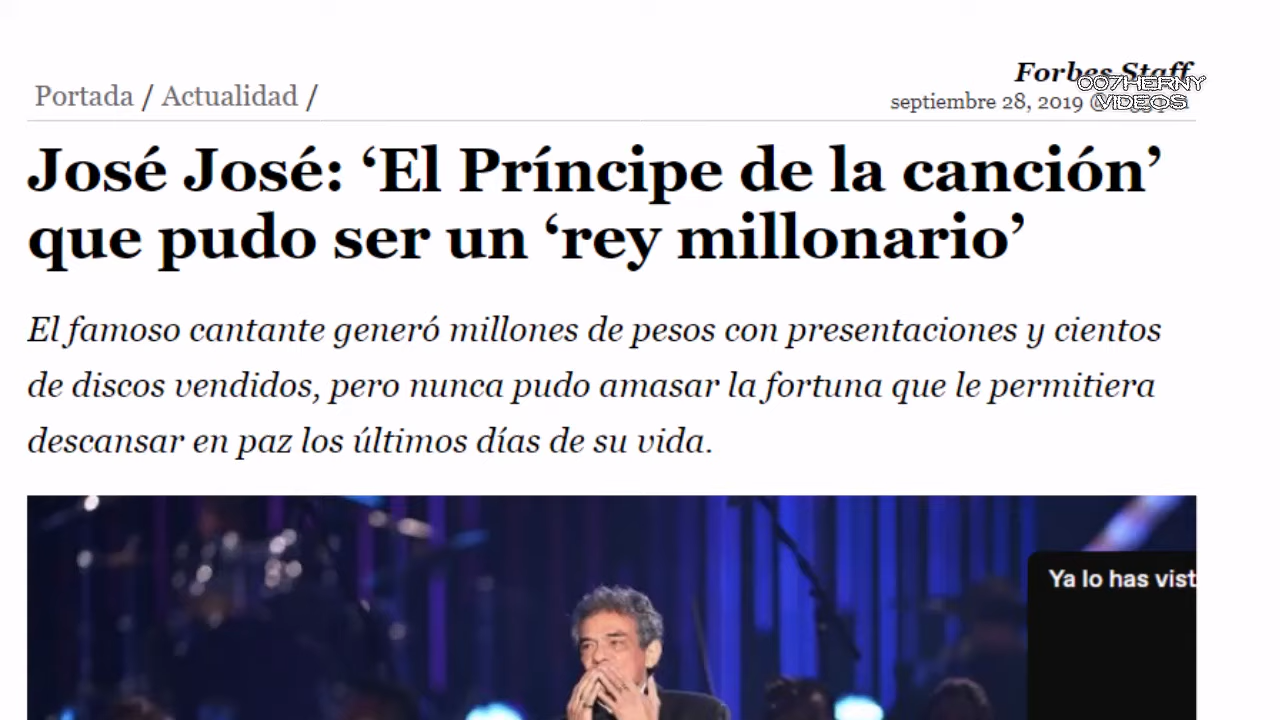 Forbes Staff
007HERNY
VIDEOS
Portada / Actualidad /
septiembre 28, 2019 @
José José: ‘El Príncipe de la canción’
que pudo ser un ‘rey millonario’
El famoso cantante generó millones de pesos con presentaciones y cientos
de discos vendidos, pero nunca pudo amasar la fortuna que le permitiera
descansar en paz los últimos días de su vida.
Ya lo has vist